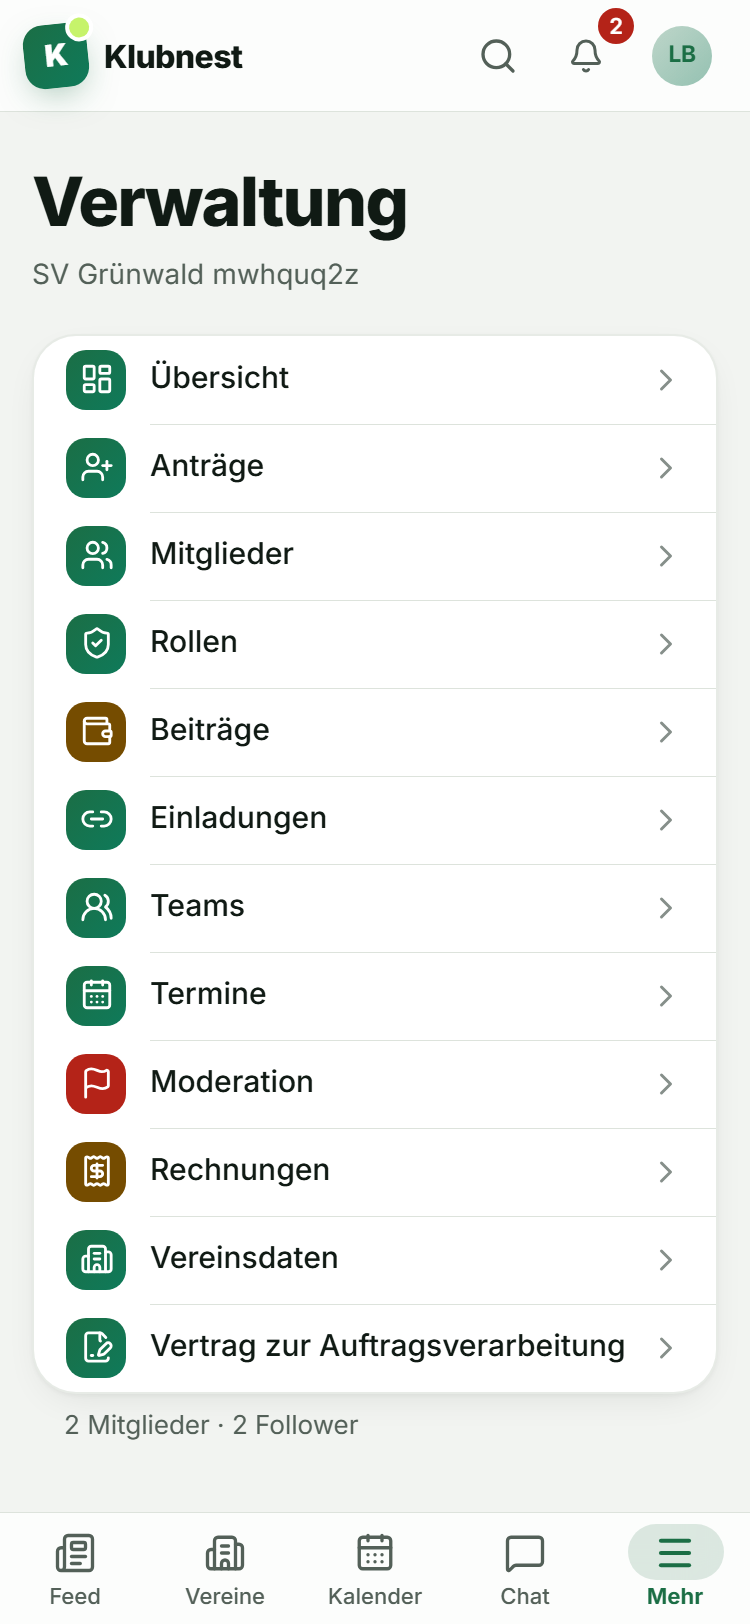 K Klubnest 2 LB
Verwaltung
SV Grünwald mwhquq2z
Übersicht
Anträge
Mitglieder
Rollen
Beiträge
Einladungen
Teams
Termine
Moderation
Rechnungen
Vereinsdaten
Vertrag zur Auftragsverarbeitung
2 Mitglieder · 2 Follower
Feed Vereine Kalender Chat Mehr